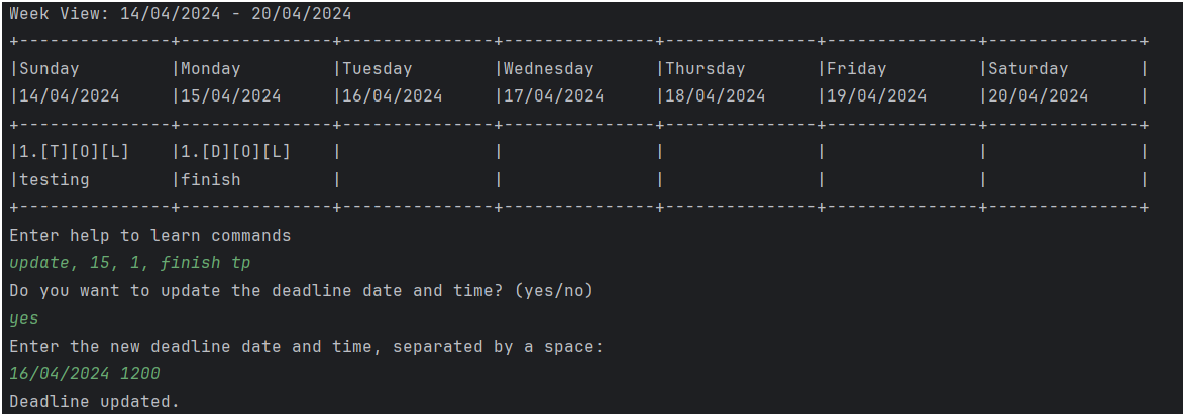 Week View: 14/04/2024 - 20/04/2024
+---------------+---------------+---------------+---------------+---------------+---------------+---------------+
|Sunday         |Monday         |Tuesday        |Wednesday      |Thursday       |Friday         |Saturday       |
|14/04/2024     |15/04/2024     |16/04/2024     |17/04/2024     |18/04/2024     |19/04/2024     |20/04/2024     |
+---------------+---------------+---------------+---------------+---------------+---------------+---------------+
|1.[T][O][L]    |1.[D][O][L]    |               |               |               |               |               |
|testing        |finish         |               |               |               |               |               |
+---------------+---------------+---------------+---------------+---------------+---------------+---------------+
Enter help to learn commands
update, 15, 1, finish tp
Do you want to update the deadline date and time? (yes/no)
yes
Enter the new deadline date and time, separated by a space:
16/04/2024 1200
Deadline updated.